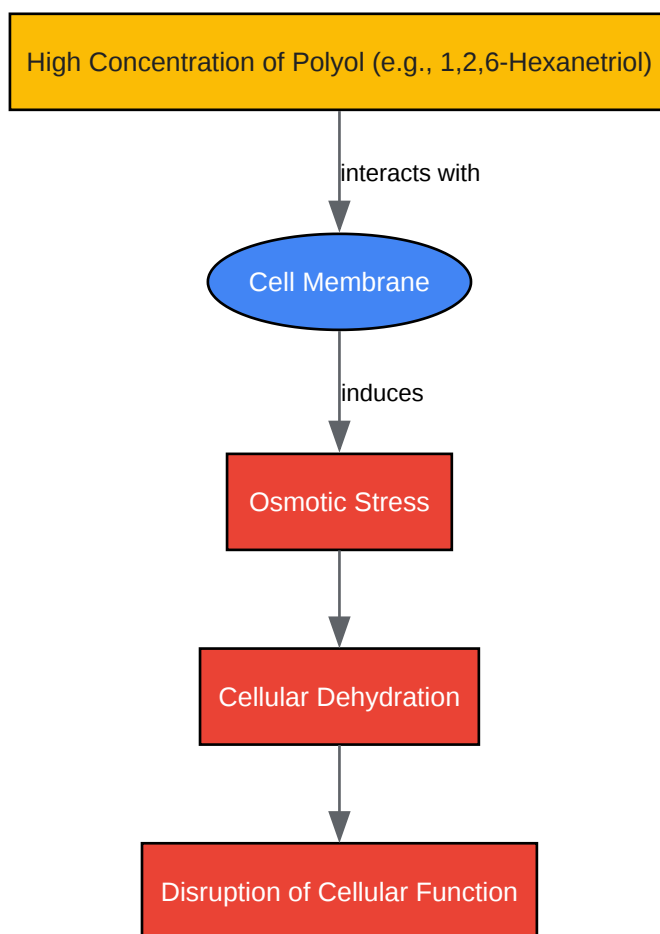 High Concentration of Polyol (e.g., 1,2,6-Hexanetriol)
interacts with
Cell Membrane
induces
Osmotic Stress
Cellular Dehydration
Disruption of Cellular Function